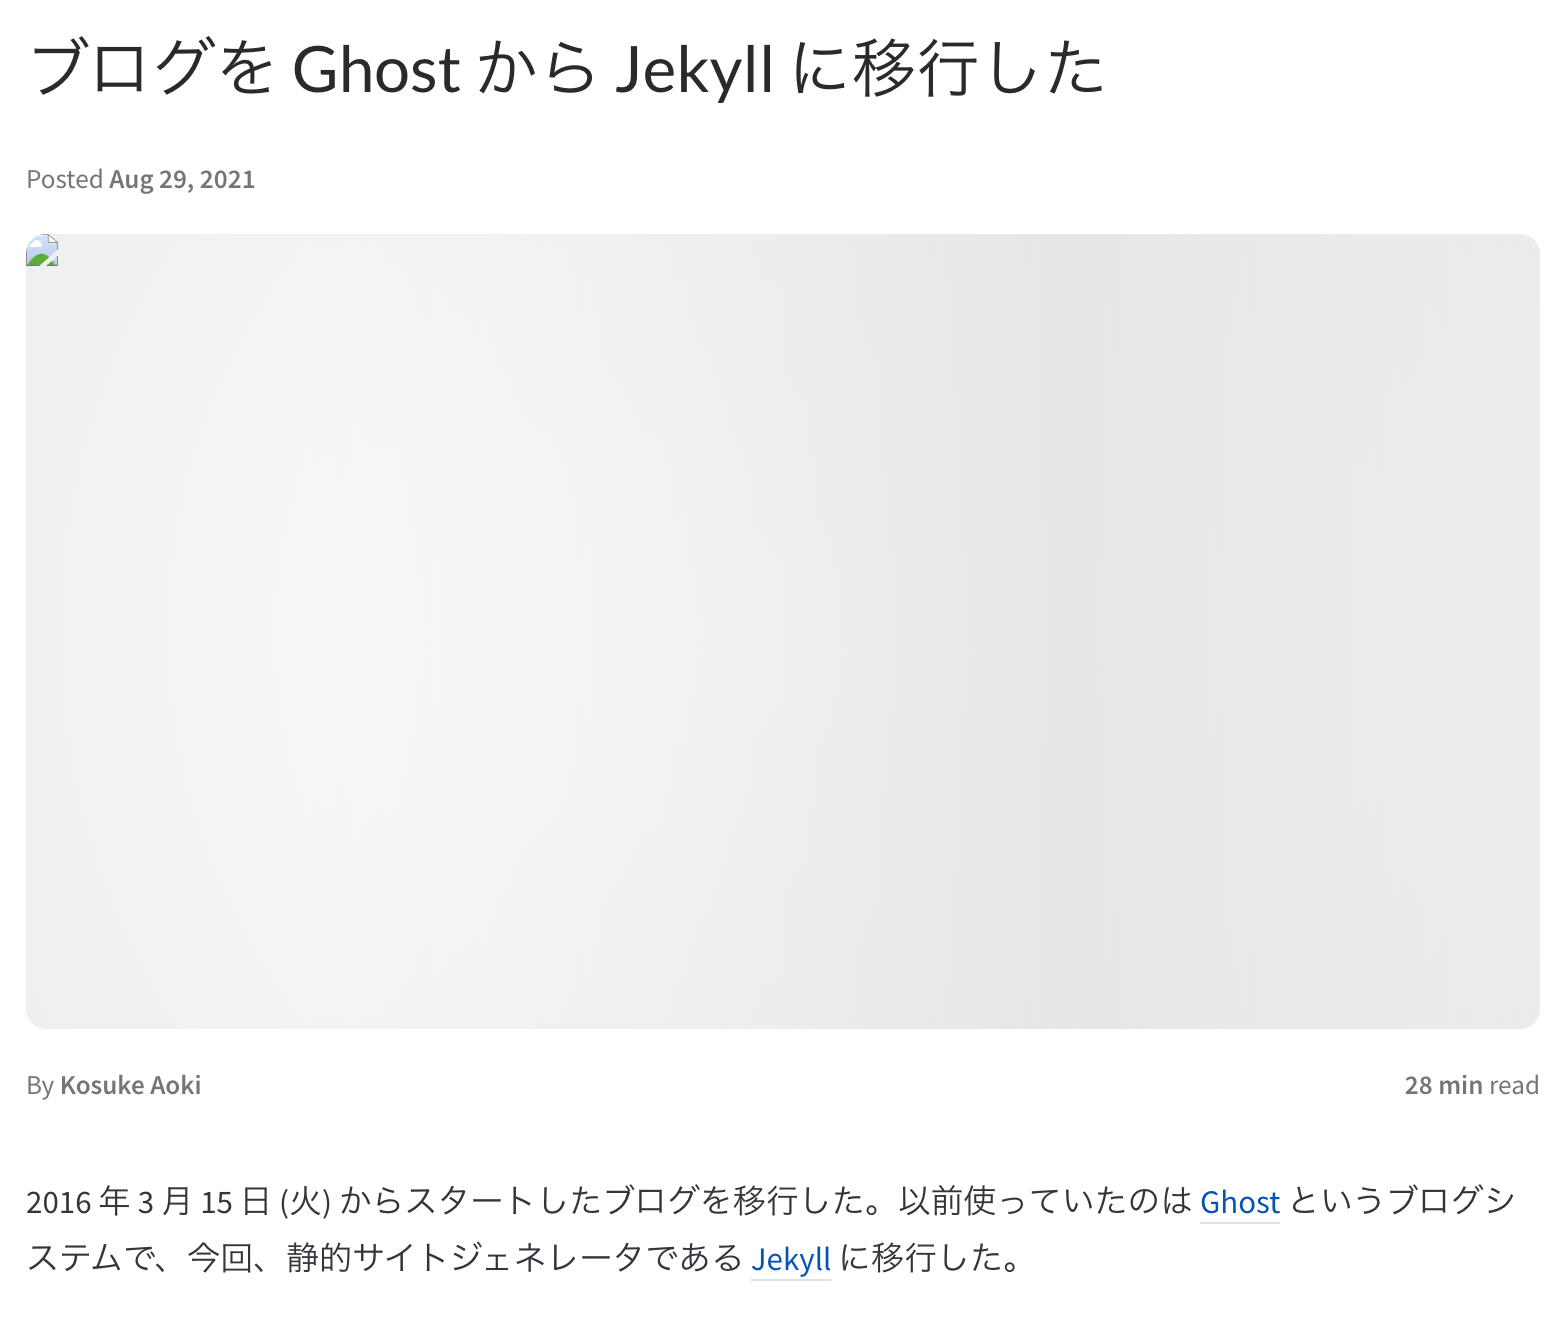 ブログを Ghost から Jekyll に移行した
Posted Aug 29, 2021
By Kosuke Aoki
28 min read
2016 年 3 月 15 日 (火) からスタートしたブログを移行した。以前使っていたのは Ghost というブログシ
ステムで、今回、静的サイトジェネレータである Jekyll に移行した。